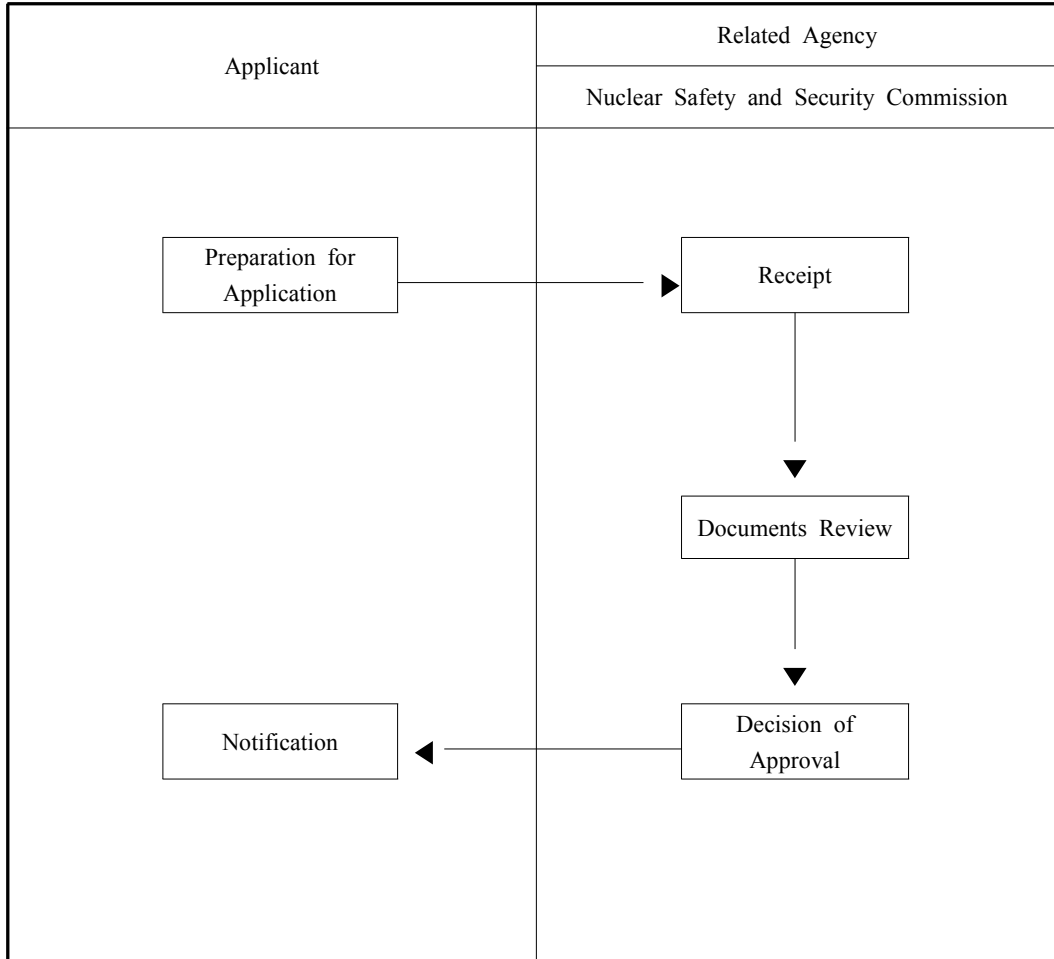 Applicant
Related Agency
Nuclear Safety and Security Commission
Preparation for
Application
Receipt
Documents Review
Notification
Decision of
Approval